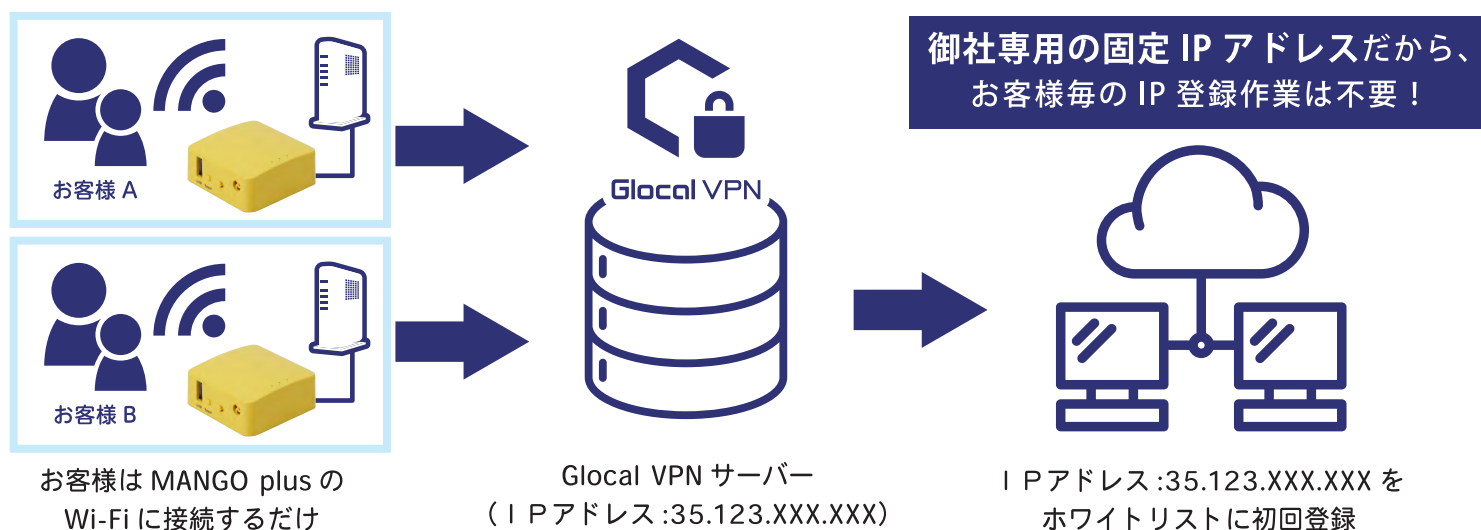 御社専用の固定 IP アドレスだから、
お客様毎の IP 登録作業は不要！
お客様 A
お客様 B
Glocal VPN
お客様は MANGO plus の
Wi-Fi に接続するだけ
Glocal VPN サーバー
（ＩＰアドレス :35.123.XXX.XXX）
ＩＰアドレス :35.123.XXX.XXX を
ホワイトリストに初回登録